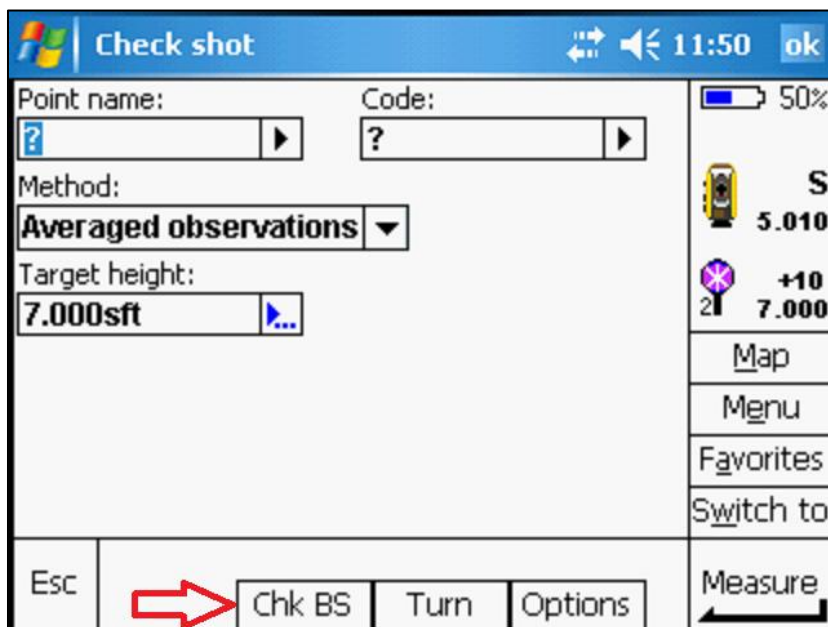 Check shot 11:50 ok
Point name: Code:
? ?
50%
Method:
Averaged observations
S
5.010
Target height:
7.000sft
+10
2 7.000
Map
Menu
Favorites
Switch to
Esc Chk BS Turn Options Measure